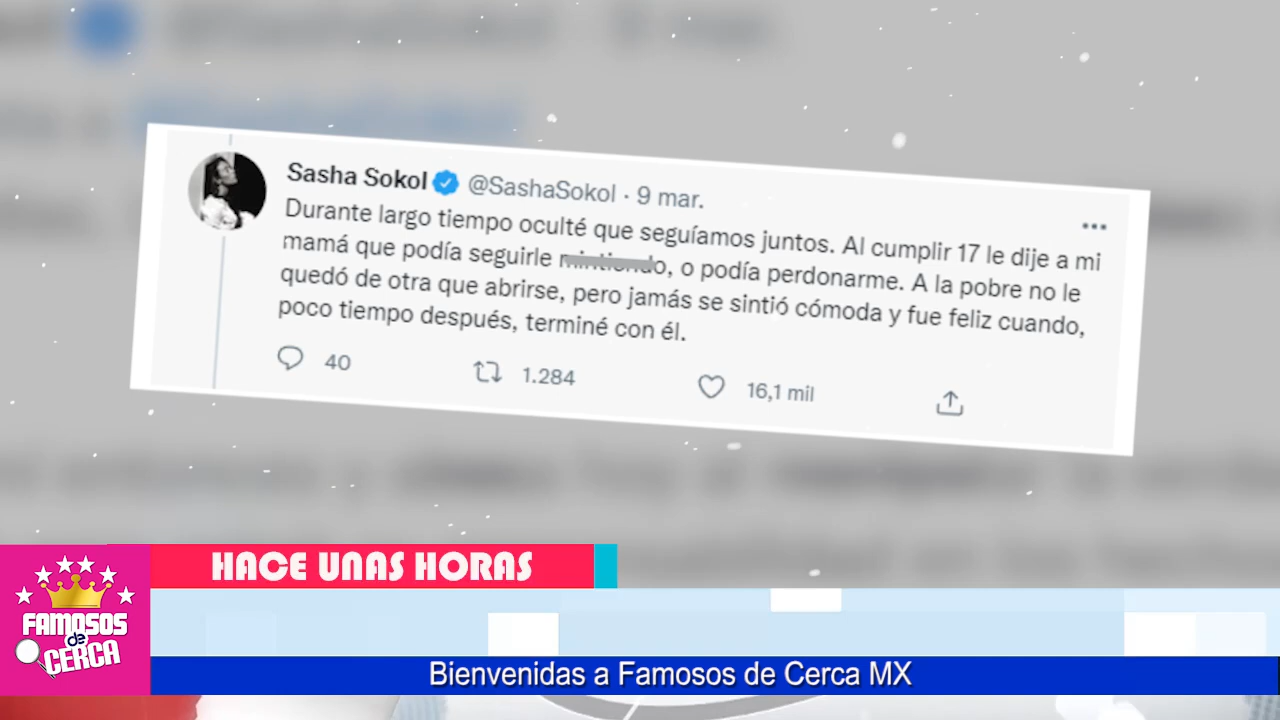 Sasha Sokol @SashaSokol · 9 mar.
Durante largo tiempo oculté que seguíamos juntos. Al cumplir 17 le dije a mi
mamá que podía seguirle mintiendo, o podía perdonarme. A la pobre no le
quedó de otra que abrirse, pero jamás se sintió cómoda y fue feliz cuando,
poco tiempo después, terminé con él.
40 1.284 16,1 mil
HACE UNAS HORAS
FAMOSOS
de
CERCA
Bienvenidas a Famosos de Cerca MX